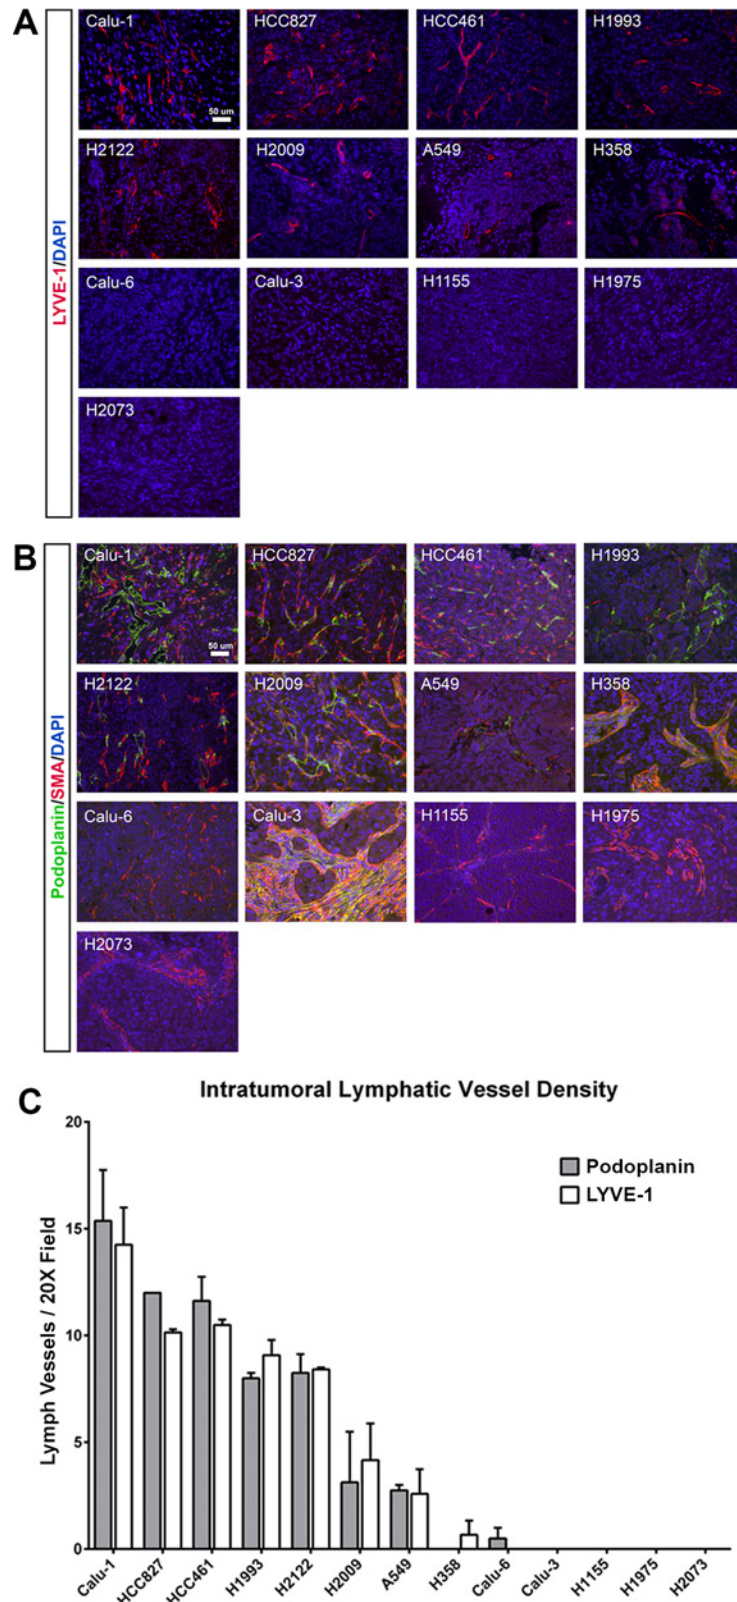 A
Calu-1 HCC827 HCC461 H1993
50 um
H2122 H2009 A549 H358
Calu-6 Calu-3 H1155 H1975
H2073
LYVE-1/DAPI
B
Calu-1 HCC827 HCC461 H1993
50 um
H2122 H2009 A549 H358
Calu-6 Calu-3 H1155 H1975
H2073
Podoplanin/SMA/DAPI
C
Intratumoral Lymphatic Vessel Density
Lymph Vessels / 20X Field
20
15
10
5
0
Podoplanin
LYVE-1
Calu-1 HCC827 HCC461 H1993 H2122 H2009 A549 H358 Calu-6 Calu-3 H1155 H1975 H2073